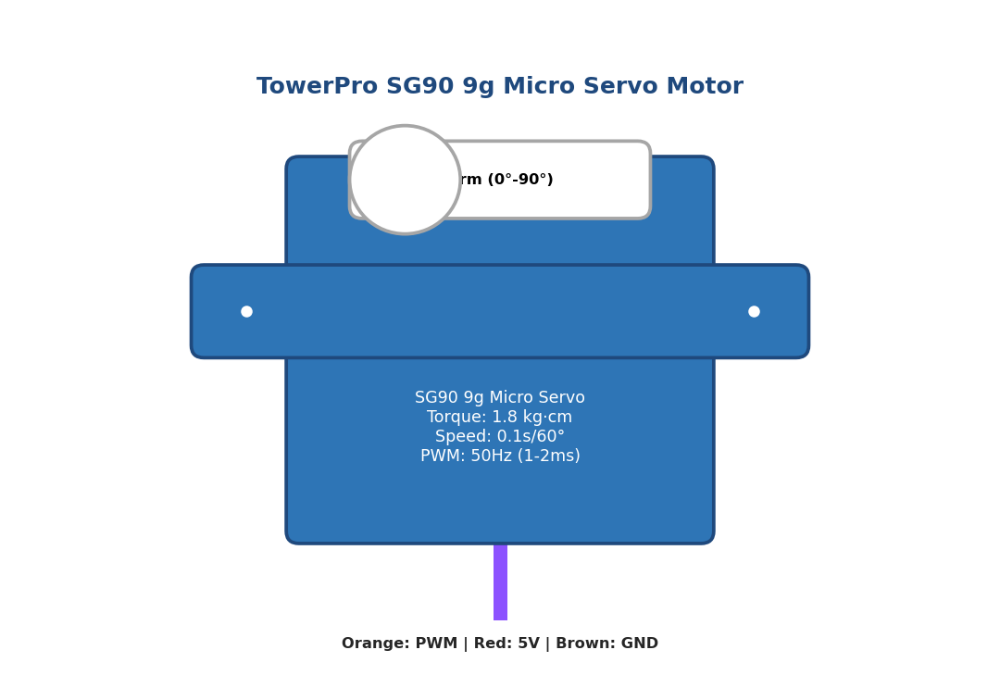 TowerPro SG90 9g Micro Servo Motor
(0°-90°)
SG90 9g Micro Servo
Torque: 1.8 kg·cm
Speed: 0.1s/60°
PWM: 50Hz (1-2ms)
Orange: PWM | Red: 5V | Brown: GND